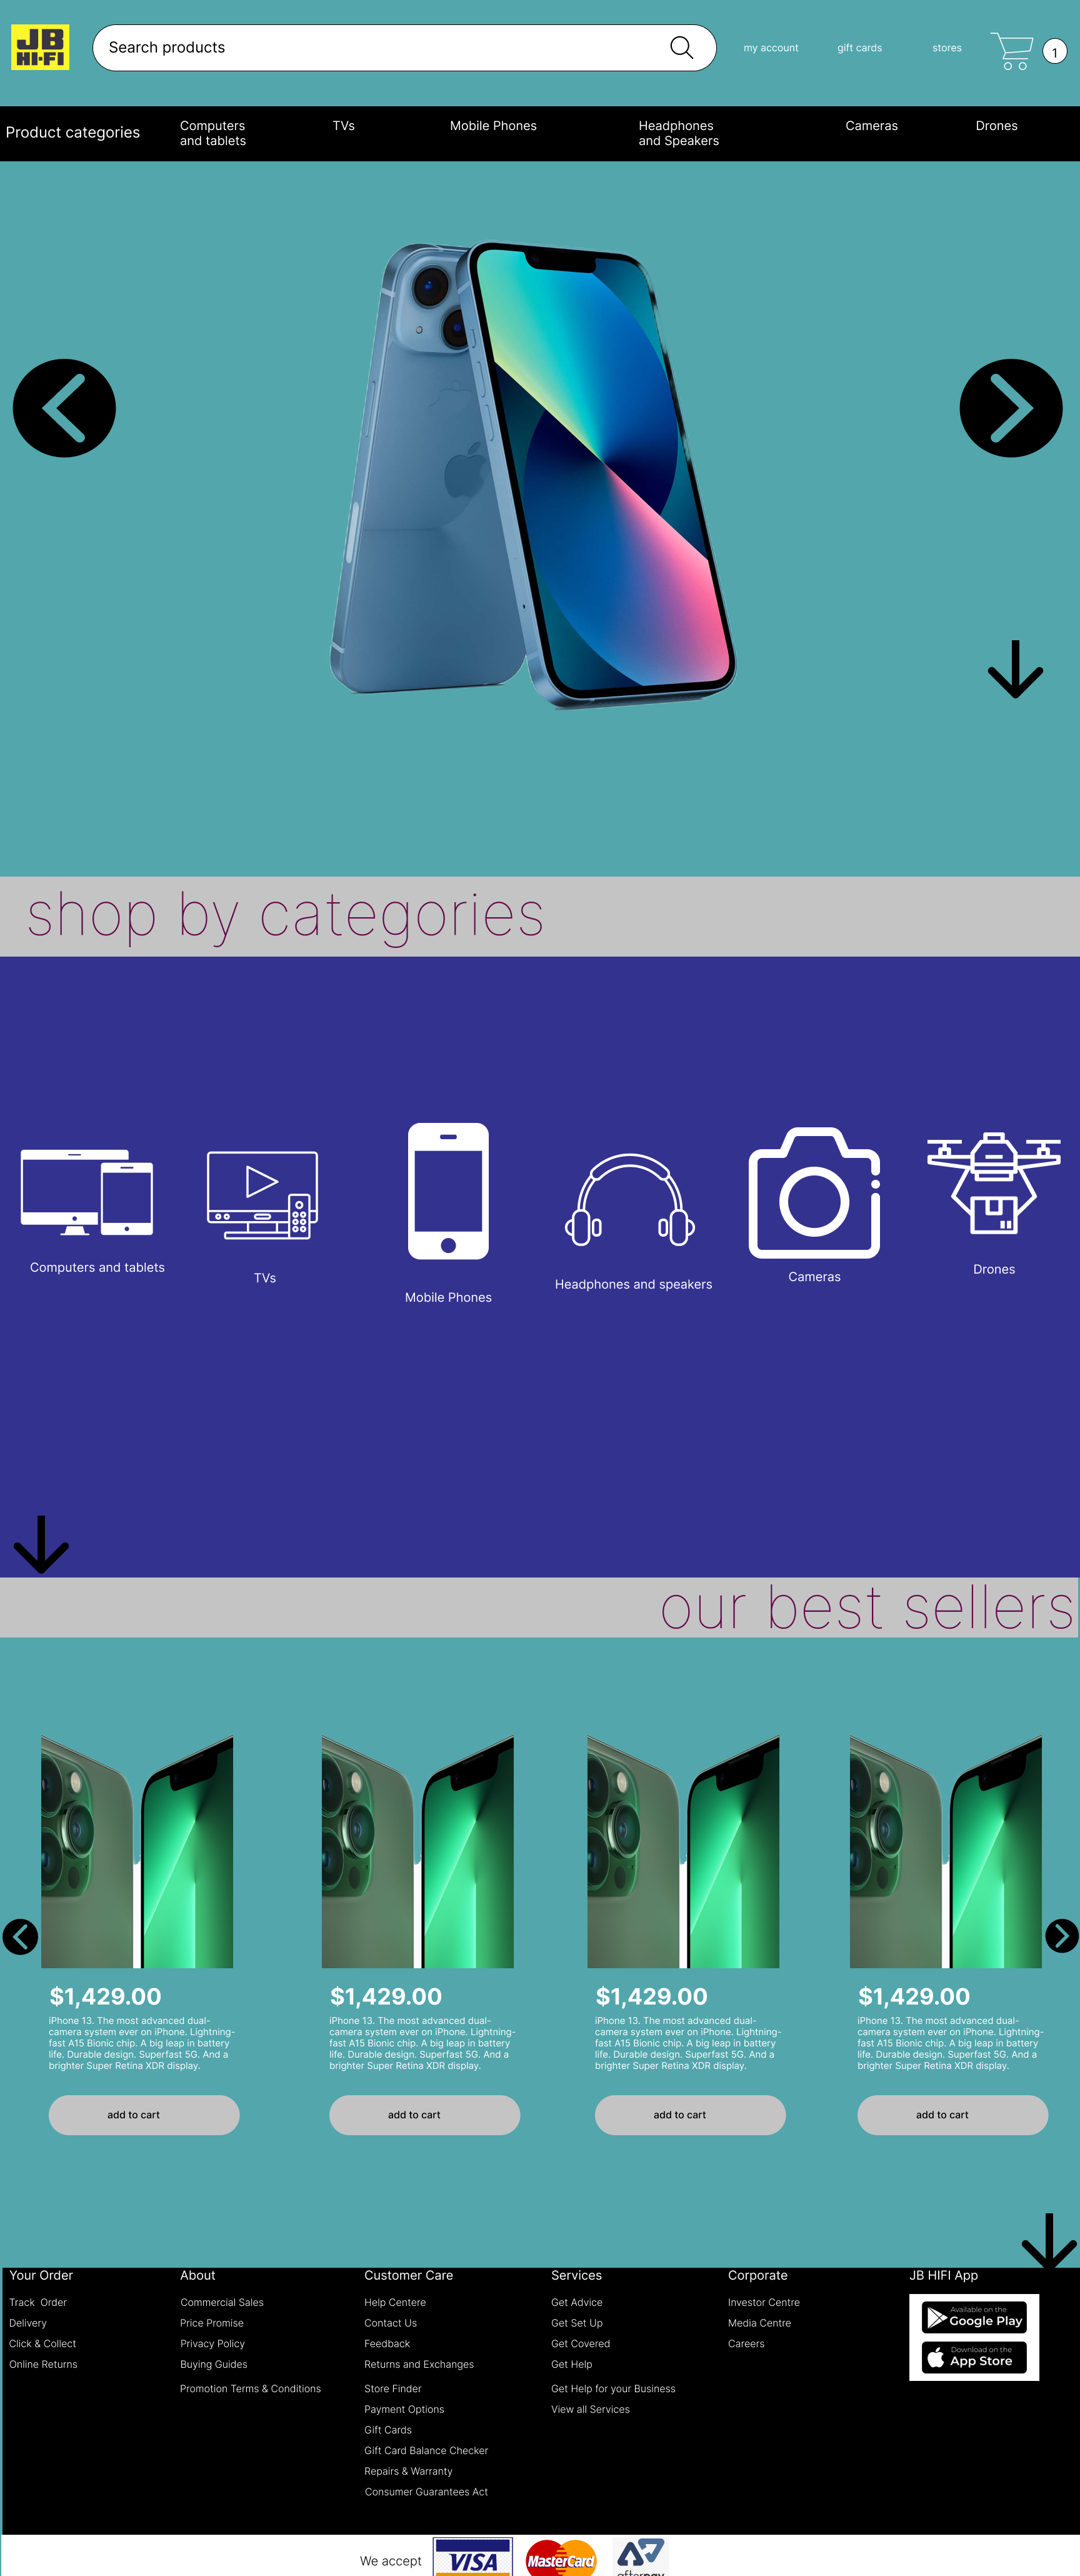 JB
HI-FI
Search products
my account
gift cards
stores
1
Product categories
Computers
and tablets
TVs
Mobile Phones
Headphones
and Speakers
Cameras
Drones
shop by categories
Computers and tablets
TVs
Mobile Phones
Headphones and speakers
Cameras
Drones
our best sellers
$1,429.00
iPhone 13. The most advanced dual-
camera system ever on iPhone. Lightning-
fast A15 Bionic chip. A big leap in battery
life. Durable design. Superfast 5G. And a
brighter Super Retina XDR display.
add to cart
$1,429.00
iPhone 13. The most advanced dual-
camera system ever on iPhone. Lightning-
fast A15 Bionic chip. A big leap in battery
life. Durable design. Superfast 5G. And a
brighter Super Retina XDR display.
add to cart
$1,429.00
iPhone 13. The most advanced dual-
camera system ever on iPhone. Lightning-
fast A15 Bionic chip. A big leap in battery
life. Durable design. Superfast 5G. And a
brighter Super Retina XDR display.
add to cart
$1,429.00
iPhone 13. The most advanced dual-
camera system ever on iPhone. Lightning-
fast A15 Bionic chip. A big leap in battery
life. Durable design. Superfast 5G. And a
brighter Super Retina XDR display.
add to cart
Your Order
Track Order
Delivery
Click & Collect
Online Returns
About
Commercial Sales
Price Promise
Privacy Policy
Buying Guides
Promotion Terms & Conditions
Customer Care
Help Centere
Contact Us
Feedback
Returns and Exchanges
Store Finder
Payment Options
Gift Cards
Gift Card Balance Checker
Repairs & Warranty
Consumer Guarantees Act
Services
Get Advice
Get Set Up
Get Covered
Get Help
Get Help for your Business
View all Services
Corporate
Investor Centre
Media Centre
Careers
JB HIFI App
Available on the
Google Play
Download on the
App Store
We accept
VISA
MasterCard
afterpay